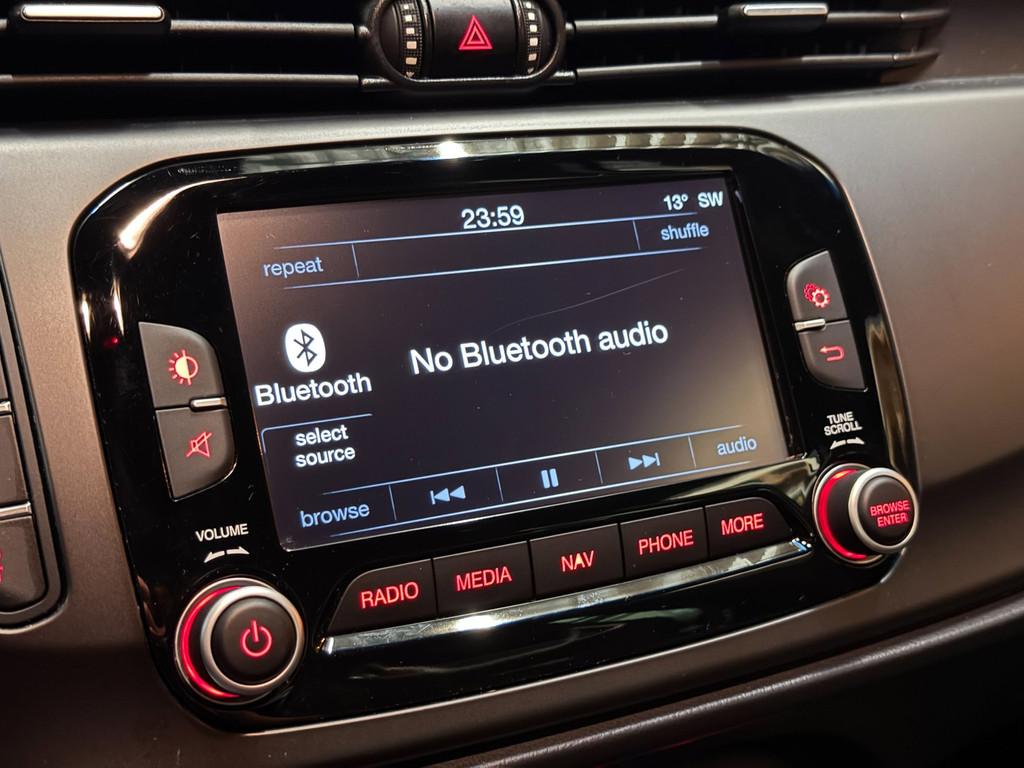 23:59
13° SW
repeat
shuffle
Bluetooth
No Bluetooth audio
select
source
browse
audio
TUNE
SCROLL
VOLUME
BROWSE
ENTER
RADIO
MEDIA
NAV
PHONE
MORE